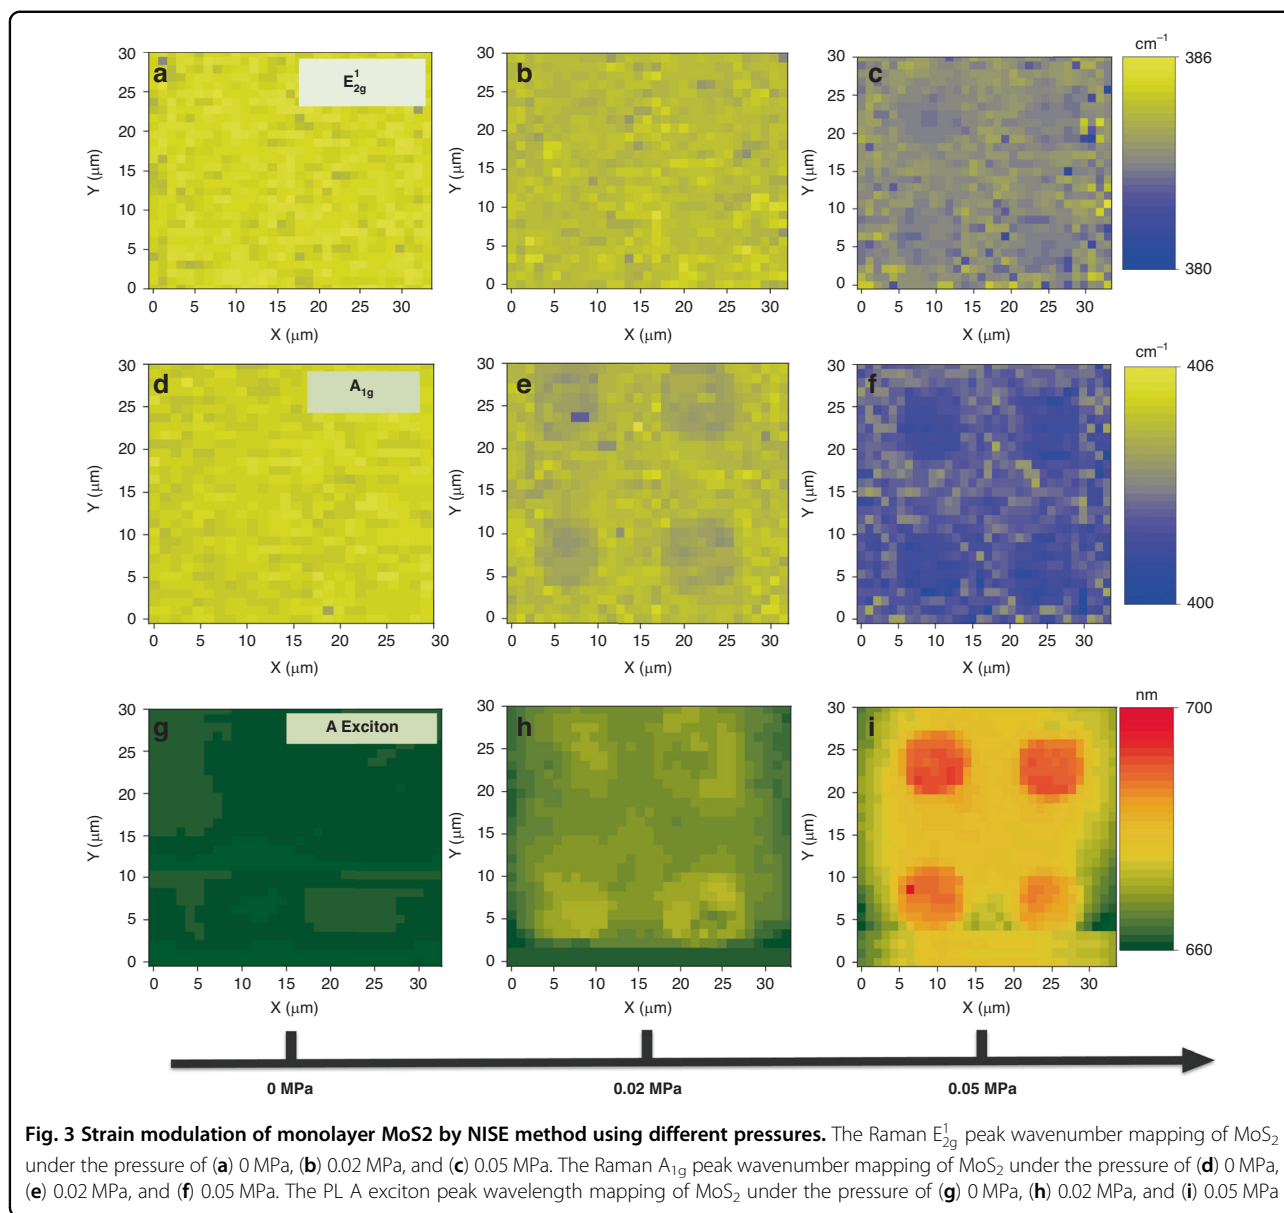 a
E¹₂g
b
c
cm⁻¹
386
380
30
25
20
15
10
5
0
Y (μm)
0 5 10 15 20 25 30
X (μm)
30
25
20
15
10
5
0
Y (μm)
0 5 10 15 20 25 30
X (μm)
30
25
20
15
10
5
0
Y (μm)
0 5 10 15 20 25 30
X (μm)
d
A1g
e
f
cm⁻¹
406
400
30
25
20
15
10
5
0
Y (μm)
0 5 10 15 20 25 30
X (μm)
30
25
20
15
10
5
0
Y (μm)
0 5 10 15 20 25 30
X (μm)
30
25
20
15
10
5
0
Y (μm)
0 5 10 15 20 25 30
X (μm)
g
A Exciton
h
i
nm
700
660
30
25
20
15
10
5
0
Y (μm)
0 5 10 15 20 25 30
X (μm)
30
25
20
15
10
5
0
Y (μm)
0 5 10 15 20 25 30
X (μm)
30
25
20
15
10
5
0
Y (μm)
0 5 10 15 20 25 30
X (μm)
0 MPa 0.02 MPa 0.05 MPa
Fig. 3 Strain modulation of monolayer MoS2 by NISE method using different pressures. The Raman E¹₂g peak wavenumber mapping of MoS₂
under the pressure of (a) 0 MPa, (b) 0.02 MPa, and (c) 0.05 MPa. The Raman A1g peak wavenumber mapping of MoS₂ under the pressure of (d) 0 MPa,
(e) 0.02 MPa, and (f) 0.05 MPa. The PL A exciton peak wavelength mapping of MoS₂ under the pressure of (g) 0 MPa, (h) 0.02 MPa, and (i) 0.05 MPa